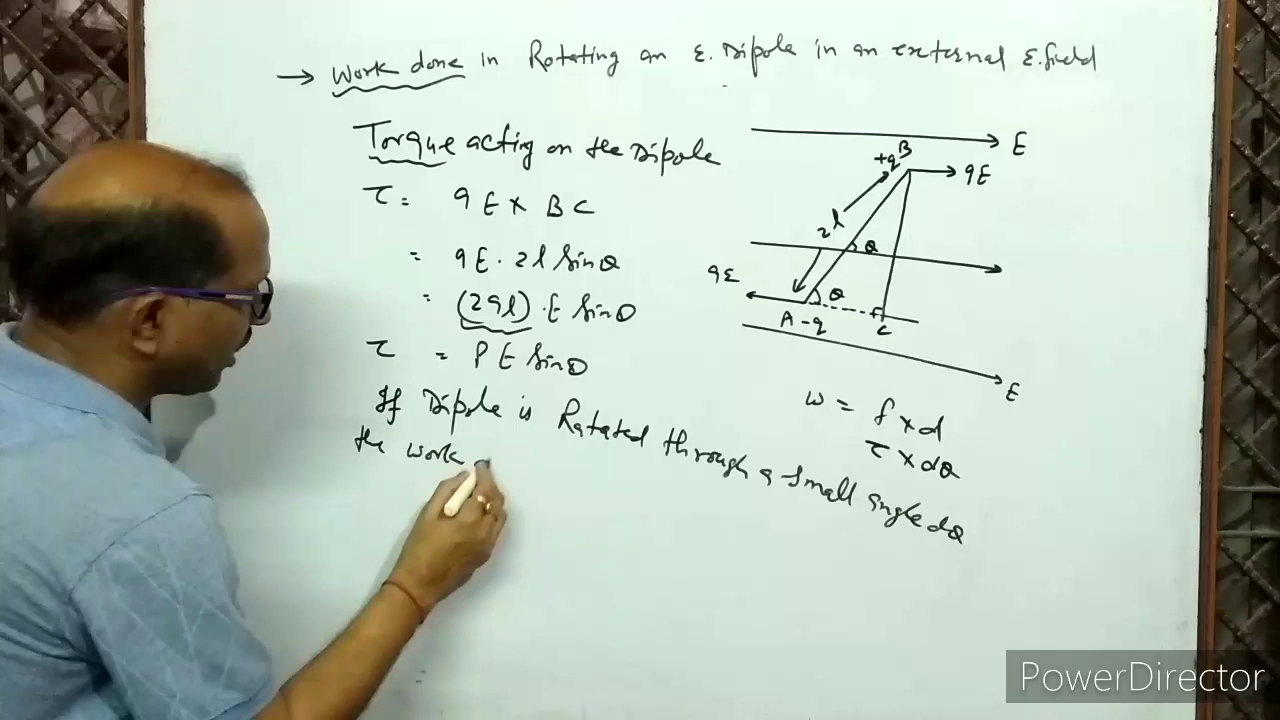 → Work done in Rotating an E. Dipole in an external E. field
Torque acting on the Dipole
τ = qE × BC
= qE · 2l sinθ
= (2ql) · E sinθ
τ = PE sinθ
If Dipole is Ratated through a small angle dθ
the work
E
+q B
qE
2l
θ
qE
θ
A -q
C
E
W = f × d
τ × dθ
PowerDirector